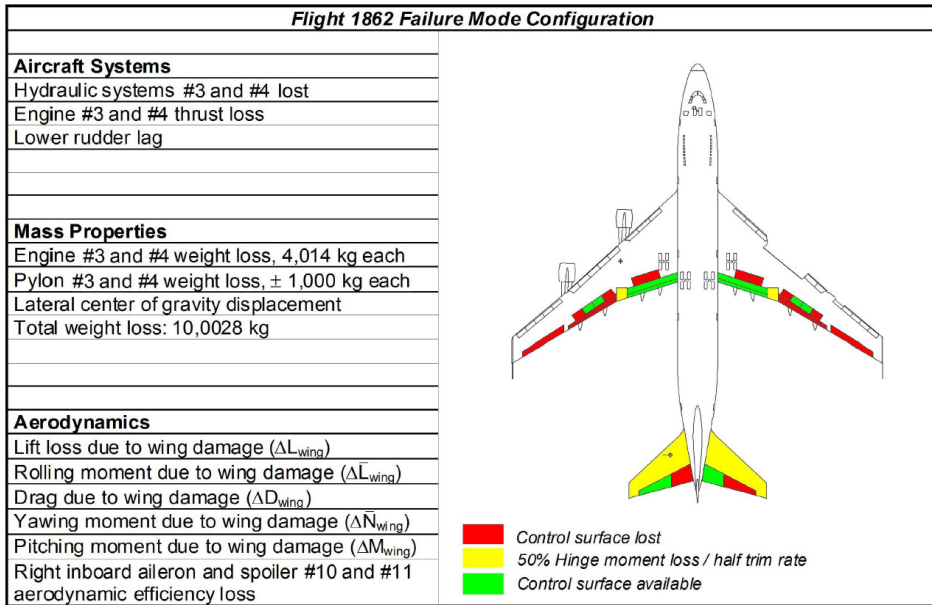 Flight 1862 Failure Mode Configuration
Aircraft Systems
Hydraulic systems #3 and #4 lost
Engine #3 and #4 thrust loss
Lower rudder lag
Mass Properties
Engine #3 and #4 weight loss, 4,014 kg each
Pylon #3 and #4 weight loss, ± 1,000 kg each
Lateral center of gravity displacement
Total weight loss: 10,0028 kg
Aerodynamics
Lift loss due to wing damage (ΔL_wing)
Rolling moment due to wing damage (ΔL̅_wing)
Drag due to wing damage (ΔD_wing)
Yawing moment due to wing damage (ΔN̅_wing)
Pitching moment due to wing damage (ΔM_wing)
Right inboard aileron and spoiler #10 and #11
aerodynamic efficiency loss
Control surface lost
50% Hinge moment loss / half trim rate
Control surface available